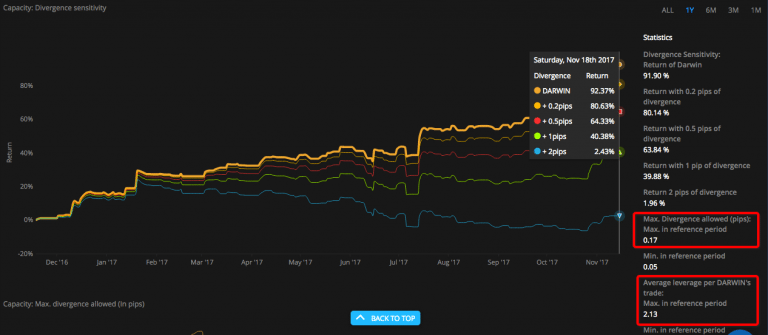 Capacity: Divergence sensitivity
ALL 1Y 6M 3M 1M
Return
80%
60%
40%
20%
0%
-20%
Dec '16 Jan '17 Feb '17 Mar '17 Apr '17 May '17 Jun '17 Jul '17 Aug '17 Sep '17 Oct '17 Nov '17
Saturday, Nov 18th 2017
Divergence Return
DARWIN 92.37%
+ 0.2pips 80.63%
+ 0.5pips 64.33%
+ 1pips 40.38%
+ 2pips 2.43%
Statistics
Divergence Sensitivity:
Return of Darwin
91.90 %
Return with 0.2 pips of
divergence
80.14 %
Return with 0.5 pips of
divergence
63.84 %
Return with 1 pip of divergence
39.88 %
Return 2 pips of divergence
1.96 %
Max. Divergence allowed (pips):
Max. in reference period
0.17
Min. in reference period
0.05
Average leverage per DARWIN's
trade:
Max. in reference period
2.13
Min. in reference period
Capacity: Max. divergence allowed (In pips)
BACK TO TOP